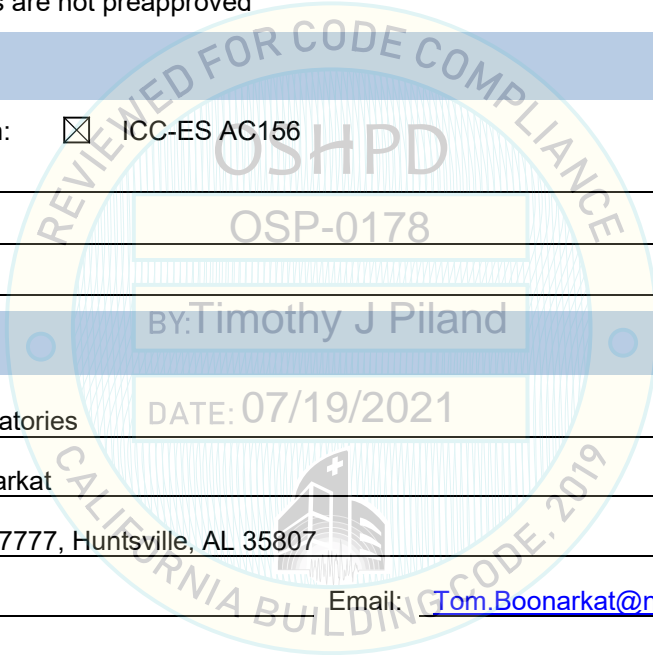 s are not preapproved
REVIEWED FOR CODE COMPLIANCE
: ☒ ICC-ES AC156
OSHPD
OSP-0178
BY: Timothy J Piland
DATE: 07/19/2021
atories
arkat
7777, Huntsville, AL 35807
Email: Tom.Boonarkat@n
CALIFORNIA BUILDING CODE, 2019